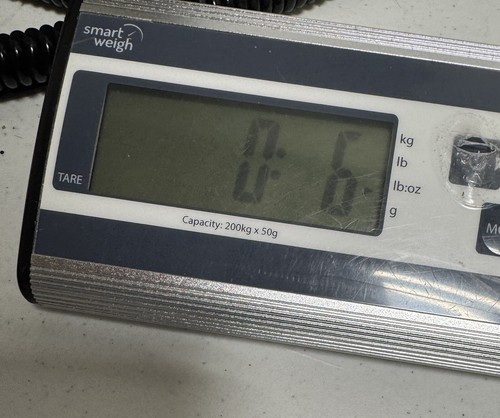 smart
weigh
0: 6
kg
lb
lb:oz
g
TARE
Capacity: 200kg x 50g